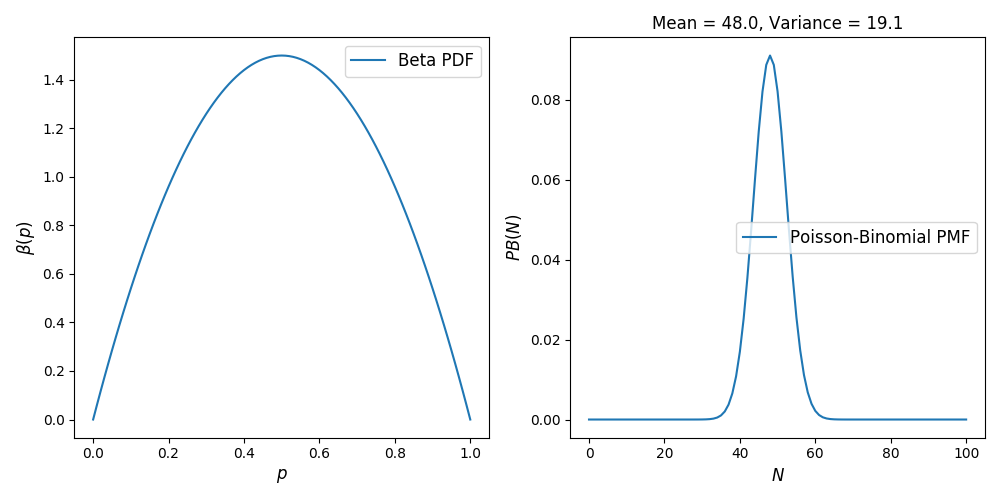 Beta PDF
1.4
1.2
1.0
0.8
0.6
0.4
0.2
0.0
β(p)
0.0 0.2 0.4 0.6 0.8 1.0
p
Mean = 48.0, Variance = 19.1
Poisson-Binomial PMF
0.08
0.06
0.04
0.02
0.00
PB(N)
0 20 40 60 80 100
N